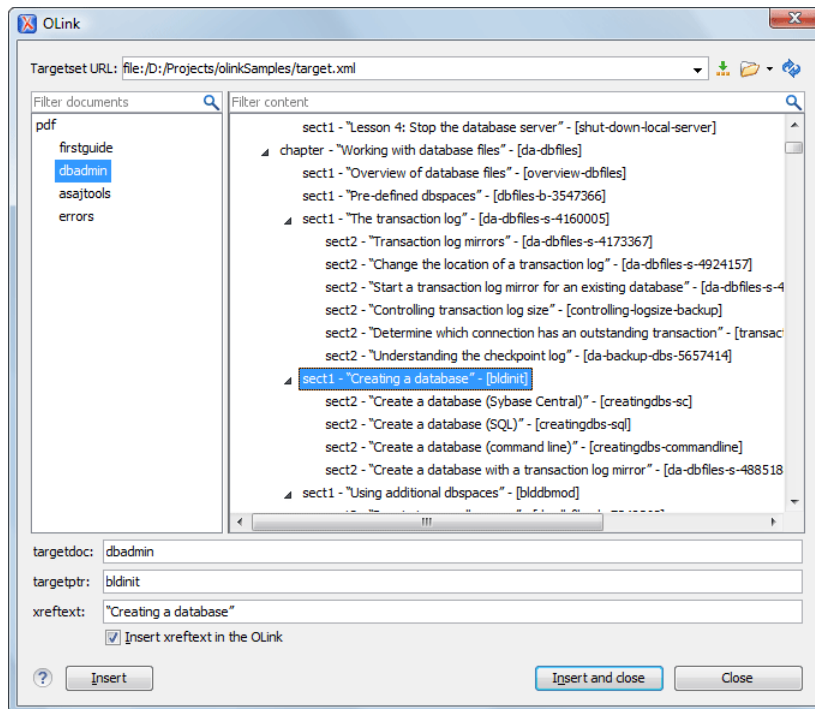 OLink
Targetset URL: file:/D:/Projects/olinkSamples/target.xml
Filter documents
Filter content
pdf
firstguide
dbadmin
asajtools
errors
sect1 - “Lesson 4: Stop the database server” - [shut-down-local-server]
chapter - “Working with database files” - [da-dbfiles]
sect1 - “Overview of database files” - [overview-dbfiles]
sect1 - “Pre-defined dbspaces” - [dbfiles-b-3547366]
sect1 - “The transaction log” - [da-dbfiles-s-4160005]
sect2 - “Transaction log mirrors” - [da-dbfiles-s-4173367]
sect2 - “Change the location of a transaction log” - [da-dbfiles-s-4924157]
sect2 - “Start a transaction log mirror for an existing database” - [da-dbfiles-s-4
sect2 - “Controlling transaction log size” - [controlling-logsize-backup]
sect2 - “Determine which connection has an outstanding transaction” - [transac
sect2 - “Understanding the checkpoint log” - [da-backup-dbs-5657414]
sect1 - “Creating a database” - [bldinit]
sect2 - “Create a database (Sybase Central)” - [creatingdbs-sc]
sect2 - “Create a database (SQL)” - [creatingdbs-sql]
sect2 - “Create a database (command line)” - [creatingdbs-commandline]
sect2 - “Create a database with a transaction log mirror” - [da-dbfiles-s-488518
sect1 - “Using additional dbspaces” - [blddbmod]
targetdoc: dbadmin
targetptr: bldinit
xreftext: “Creating a database”
Insert xreftext in the OLink
Insert
Insert and close
Close